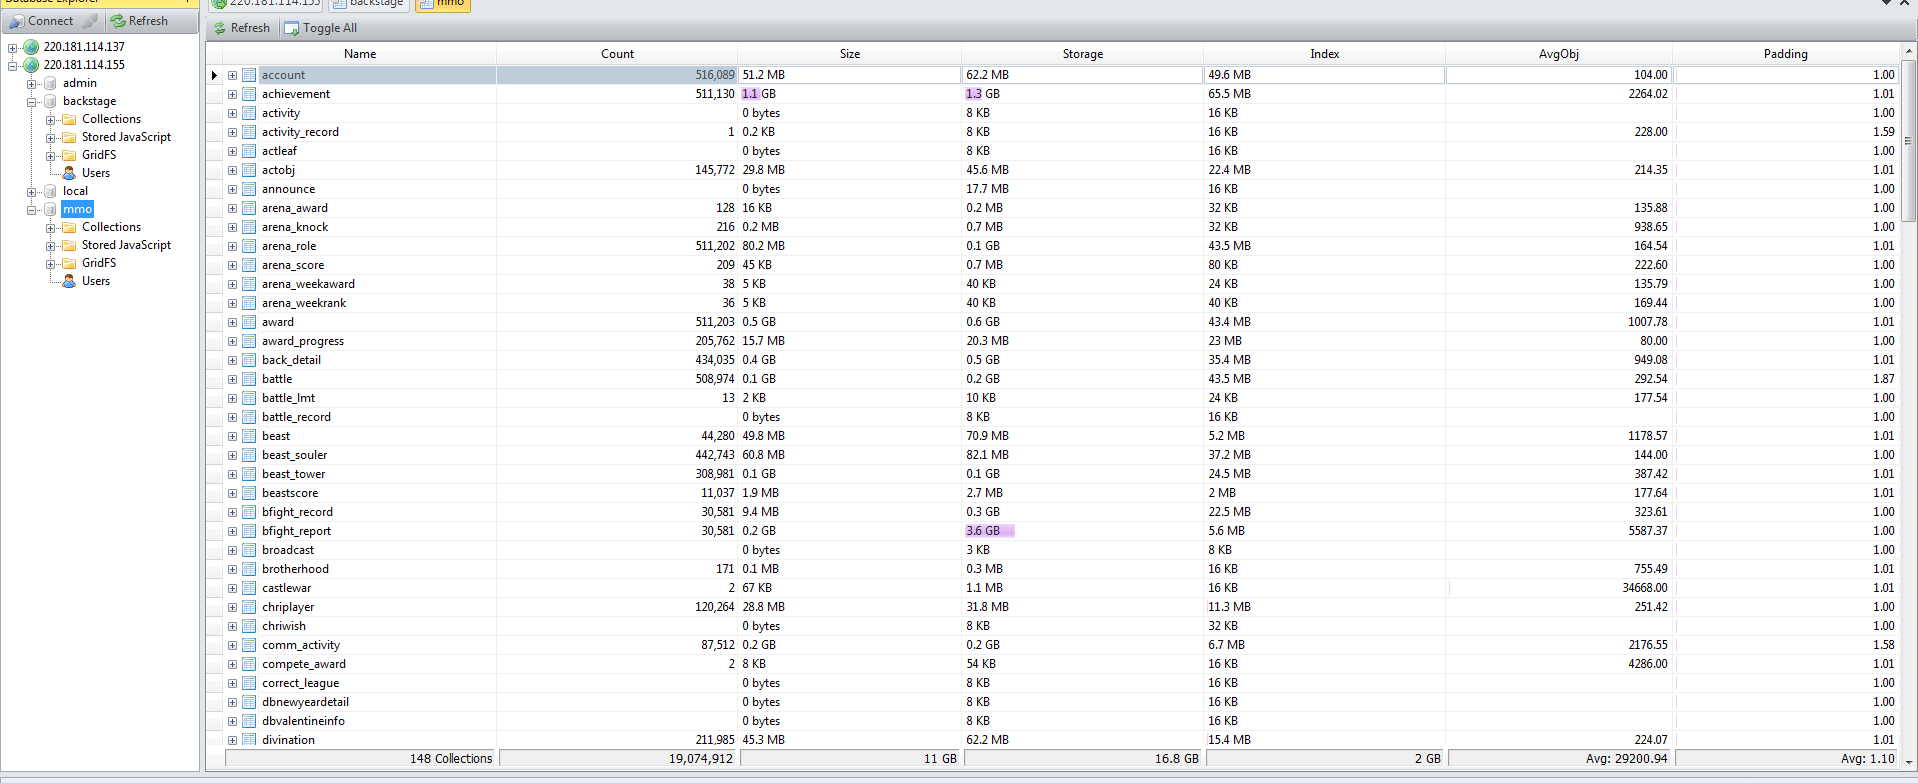 Database Explorer
220.181.114.155 backstage mmo
Connect Refresh
Refresh Toggle All
220.181.114.137
220.181.114.155
admin
backstage
Collections
Stored JavaScript
GridFS
Users
local
mmo
Collections
Stored JavaScript
GridFS
Users
Name Count Size Storage Index AvgObj Padding
account 516,089 51.2 MB 62.2 MB 49.6 MB 104.00 1.00
achievement 511,130 1.1 GB 1.3 GB 65.5 MB 2264.02 1.01
activity 0 bytes 8 KB 16 KB 1.00
activity_record 1 0.2 KB 8 KB 16 KB 228.00 1.59
actleaf 0 bytes 8 KB 16 KB 1.00
actobj 145,772 29.8 MB 45.6 MB 22.4 MB 214.35 1.01
announce 0 bytes 17.7 MB 16 KB 1.00
arena_award 128 16 KB 0.2 MB 32 KB 135.88 1.00
arena_knock 216 0.2 MB 0.7 MB 32 KB 938.65 1.00
arena_role 511,202 80.2 MB 0.1 GB 43.5 MB 164.54 1.01
arena_score 209 45 KB 0.7 MB 80 KB 222.60 1.00
arena_weekaward 38 5 KB 40 KB 24 KB 135.79 1.00
arena_weekrank 36 5 KB 40 KB 40 KB 169.44 1.00
award 511,203 0.5 GB 0.6 GB 43.4 MB 1007.78 1.01
award_progress 205,762 15.7 MB 20.3 MB 23 MB 80.00 1.00
back_detail 434,035 0.4 GB 0.5 GB 35.4 MB 949.08 1.01
battle 508,974 0.1 GB 0.2 GB 43.5 MB 292.54 1.87
battle_lmt 13 2 KB 10 KB 24 KB 177.54 1.00
battle_record 0 bytes 8 KB 16 KB 1.00
beast 44,280 49.8 MB 70.9 MB 5.2 MB 1178.57 1.01
beast_souler 442,743 60.8 MB 82.1 MB 37.2 MB 144.00 1.00
beast_tower 308,981 0.1 GB 0.1 GB 24.5 MB 387.42 1.01
beastscore 11,037 1.9 MB 2.7 MB 2 MB 177.64 1.01
bfight_record 30,581 9.4 MB 0.3 GB 22.5 MB 323.61 1.00
bfight_report 30,581 0.2 GB 3.6 GB 5.6 MB 5587.37 1.00
broadcast 0 bytes 3 KB 8 KB 1.00
brotherhood 171 0.1 MB 0.3 MB 16 KB 755.49 1.01
castlewar 2 67 KB 1.1 MB 16 KB 34668.00 1.01
chriplayer 120,264 28.8 MB 31.8 MB 11.3 MB 251.42 1.00
chriwish 0 bytes 8 KB 32 KB 1.00
comm_activity 87,512 0.2 GB 0.2 GB 6.7 MB 2176.55 1.58
compete_award 2 8 KB 54 KB 16 KB 4286.00 1.01
correct_league 0 bytes 8 KB 16 KB 1.00
dbnewyeardetail 0 bytes 8 KB 16 KB 1.00
dbvalentineinfo 0 bytes 8 KB 16 KB 1.00
divination 211,985 45.3 MB 62.2 MB 15.4 MB 224.07 1.01
148 Collections 19,074,912 11 GB 16.8 GB 2 GB Avg: 29200.94 Avg: 1.10